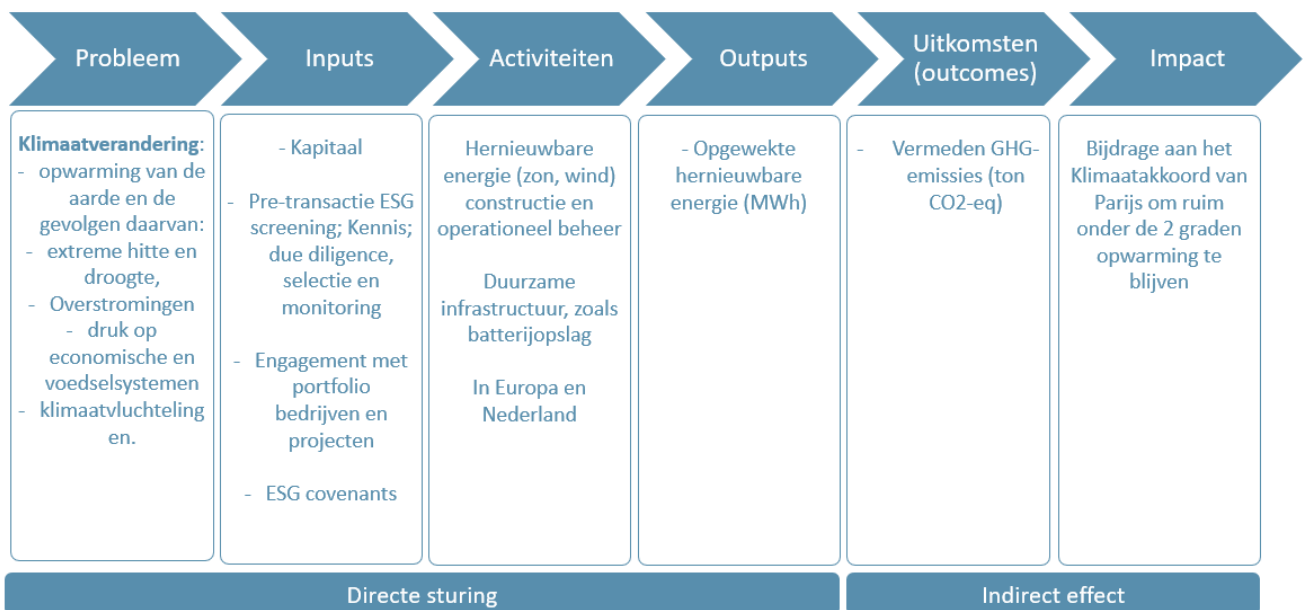 Probleem
Inputs
Activiteiten
Outputs
Uitkomsten
(outcomes)
Impact
Klimaatverandering:
- opwarming van de
aarde en de
gevolgen daarvan:
- extreme hitte en
droogte,
- Overstromingen
- druk op
economische en
voedselsystemen
- klimaatvluchteling
en.
- Kapitaal
- Pre-transactie ESG
screening; Kennis;
due diligence,
selectie en
monitoring
- Engagement met
portfolio
bedrijven en
projecten
- ESG covenants
Hernieuwbare
energie (zon, wind)
constructie en
operationeel beheer
Duurzame
infrastructuur, zoals
batterijopslag
In Europa en
Nederland
- Opgewekte
hernieuwbare
energie (MWh)
- Vermeden GHG-
emissies (ton
CO2-eq)
Bijdrage aan het
Klimaatakkoord van
Parijs om ruim
onder de 2 graden
opwarming te
blijven
Directe sturing
Indirect effect